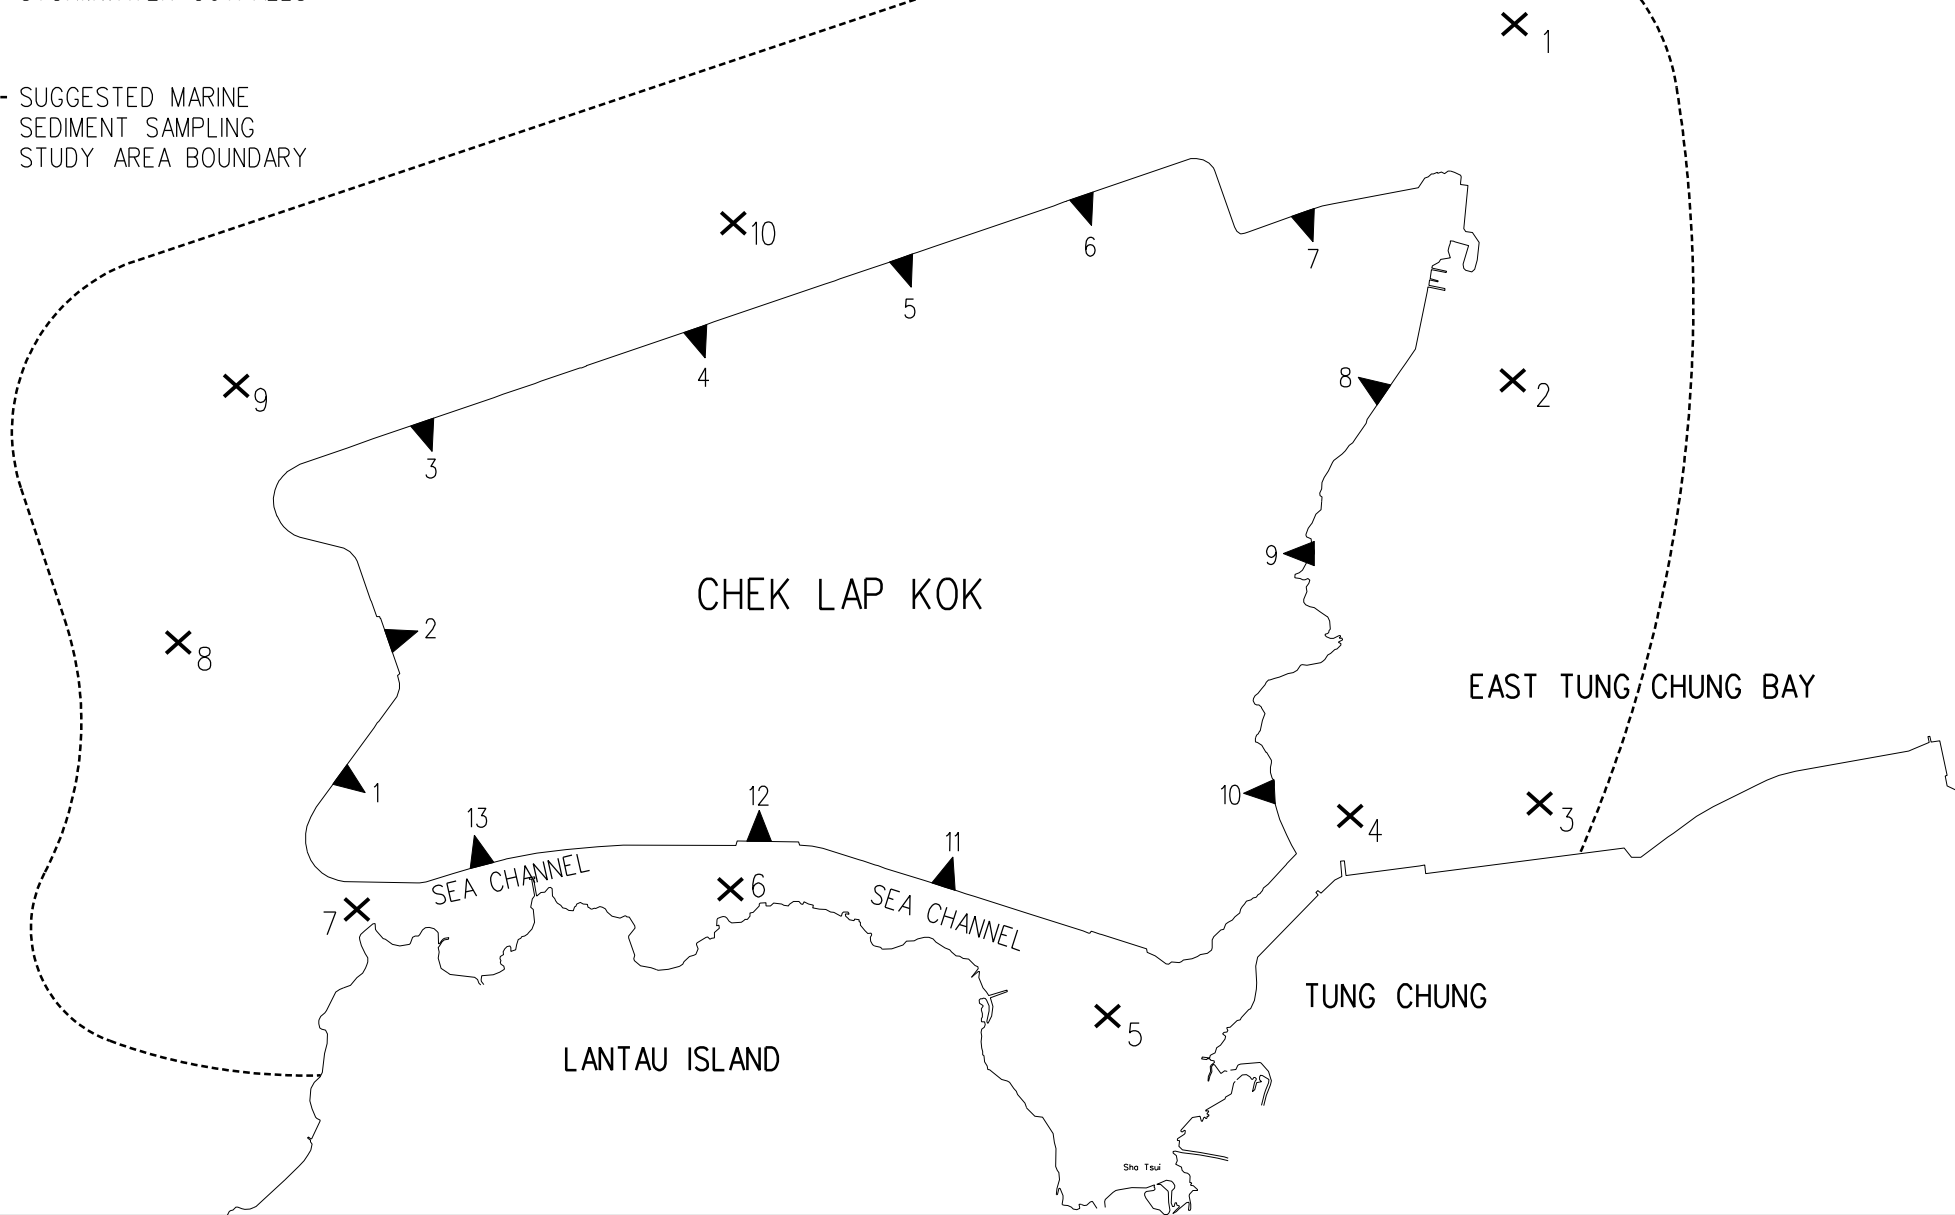 - SUGGESTED MARINE
SEDIMENT SAMPLING
STUDY AREA BOUNDARY
1
10
6
7
5
4
8
2
9
3
9
CHEK LAP KOK
2
8
EAST TUNG CHUNG BAY
1
10
12
13
11
4
3
SEA CHANNEL
6
SEA CHANNEL
7
TUNG CHUNG
5
LANTAU ISLAND
Sha Tsui